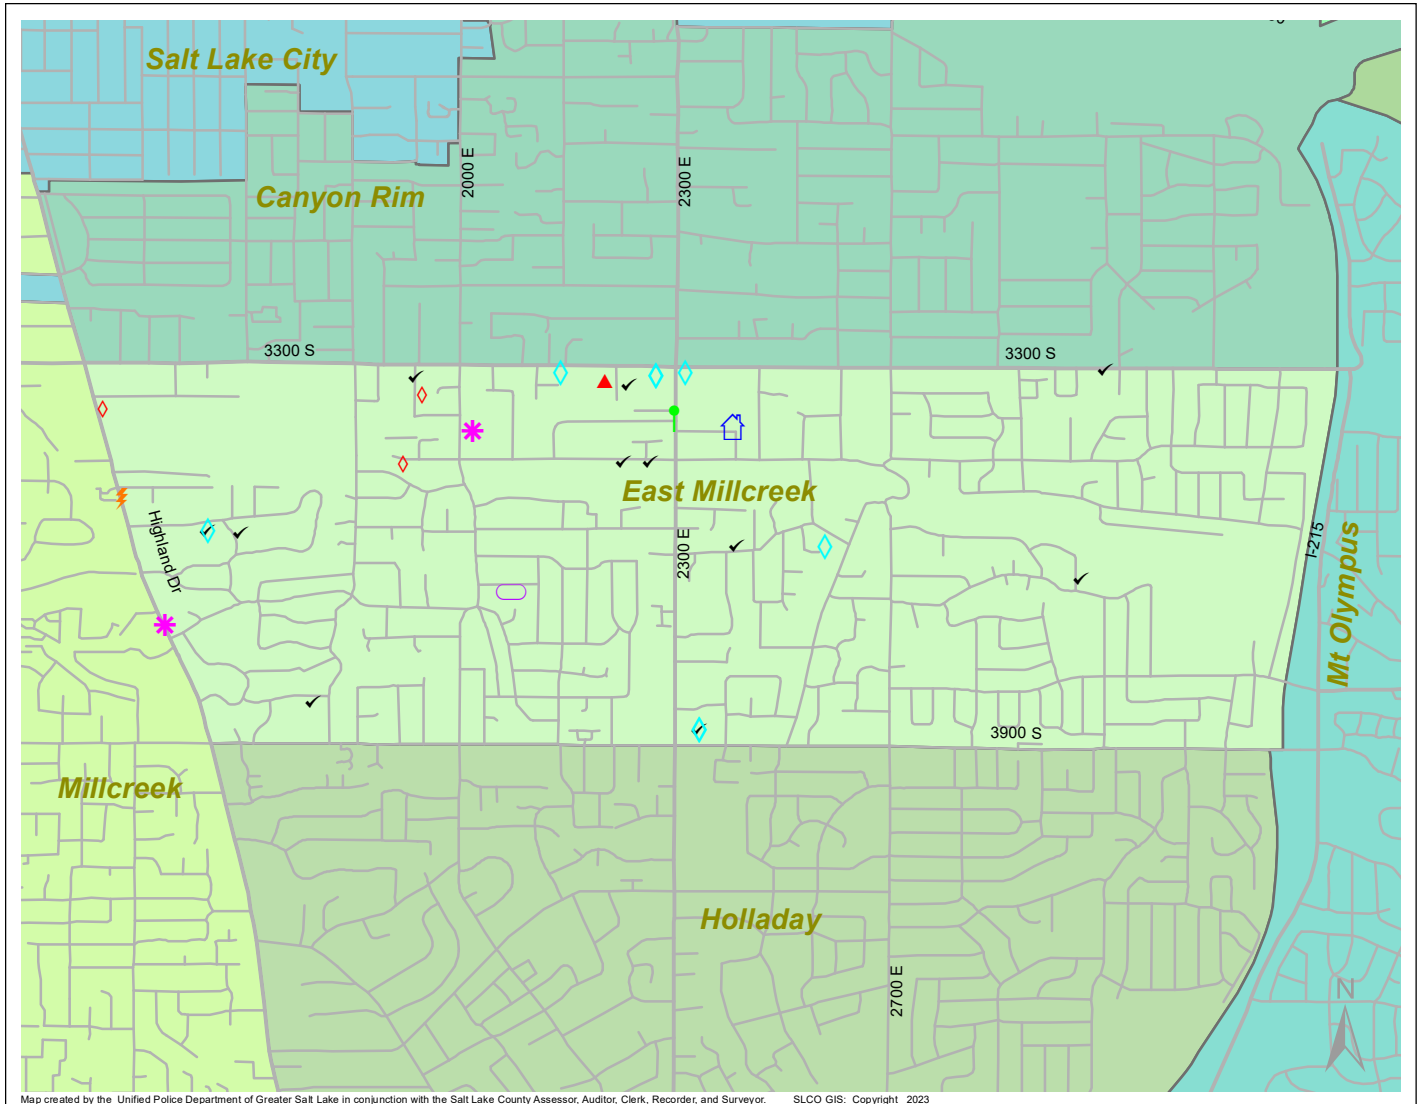 Salt Lake City
Canyon Rim
2000 E
2300 E
3300 S
3300 S
East Millcreek
Highland Dr
2300 E
I-215
Mt Olympus
3900 S
Millcreek
Holladay
2700 E
N
Map created by the Unified Police Department of Greater Salt Lake in conjunction with the Salt Lake County Assessor, Auditor, Clerk, Recorder, and Surveyor. SLCO GIS: Copyright 2023